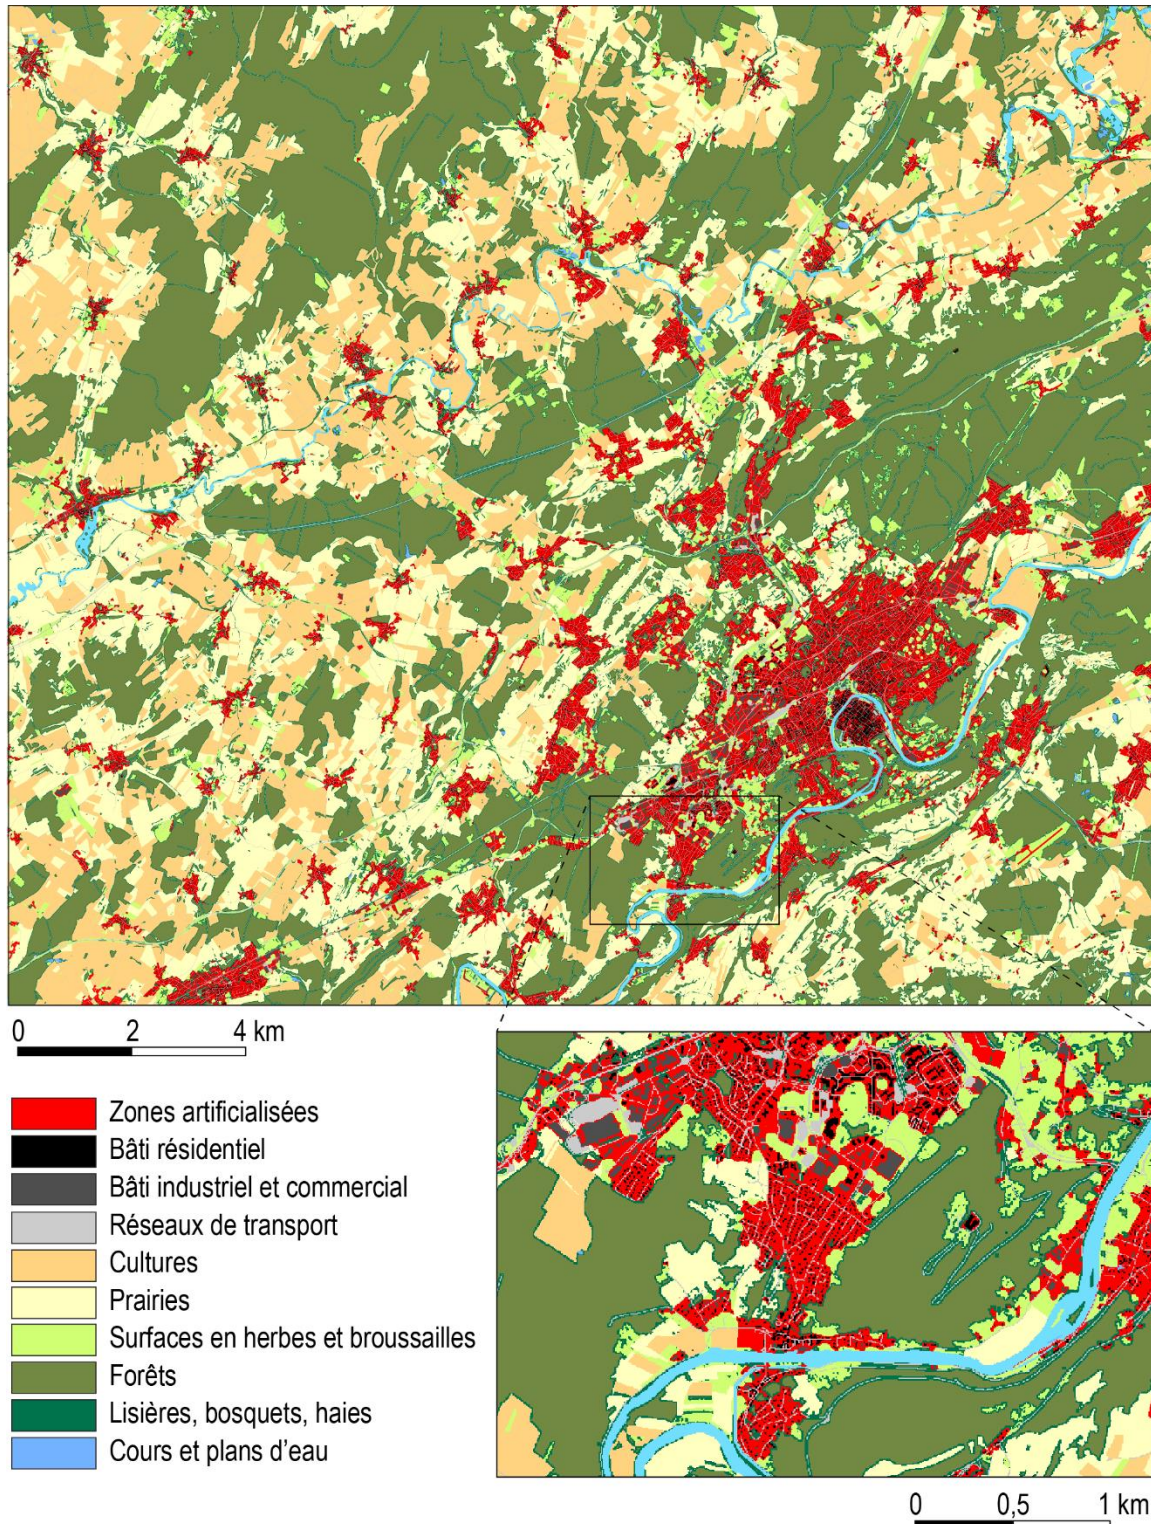 0 2 4 km
Zones artificialisées
Bâti résidentiel
Bâti industriel et commercial
Réseaux de transport
Cultures
Prairies
Surfaces en herbes et broussailles
Forêts
Lisières, bosquets, haies
Cours et plans d'eau
0 0,5 1 km